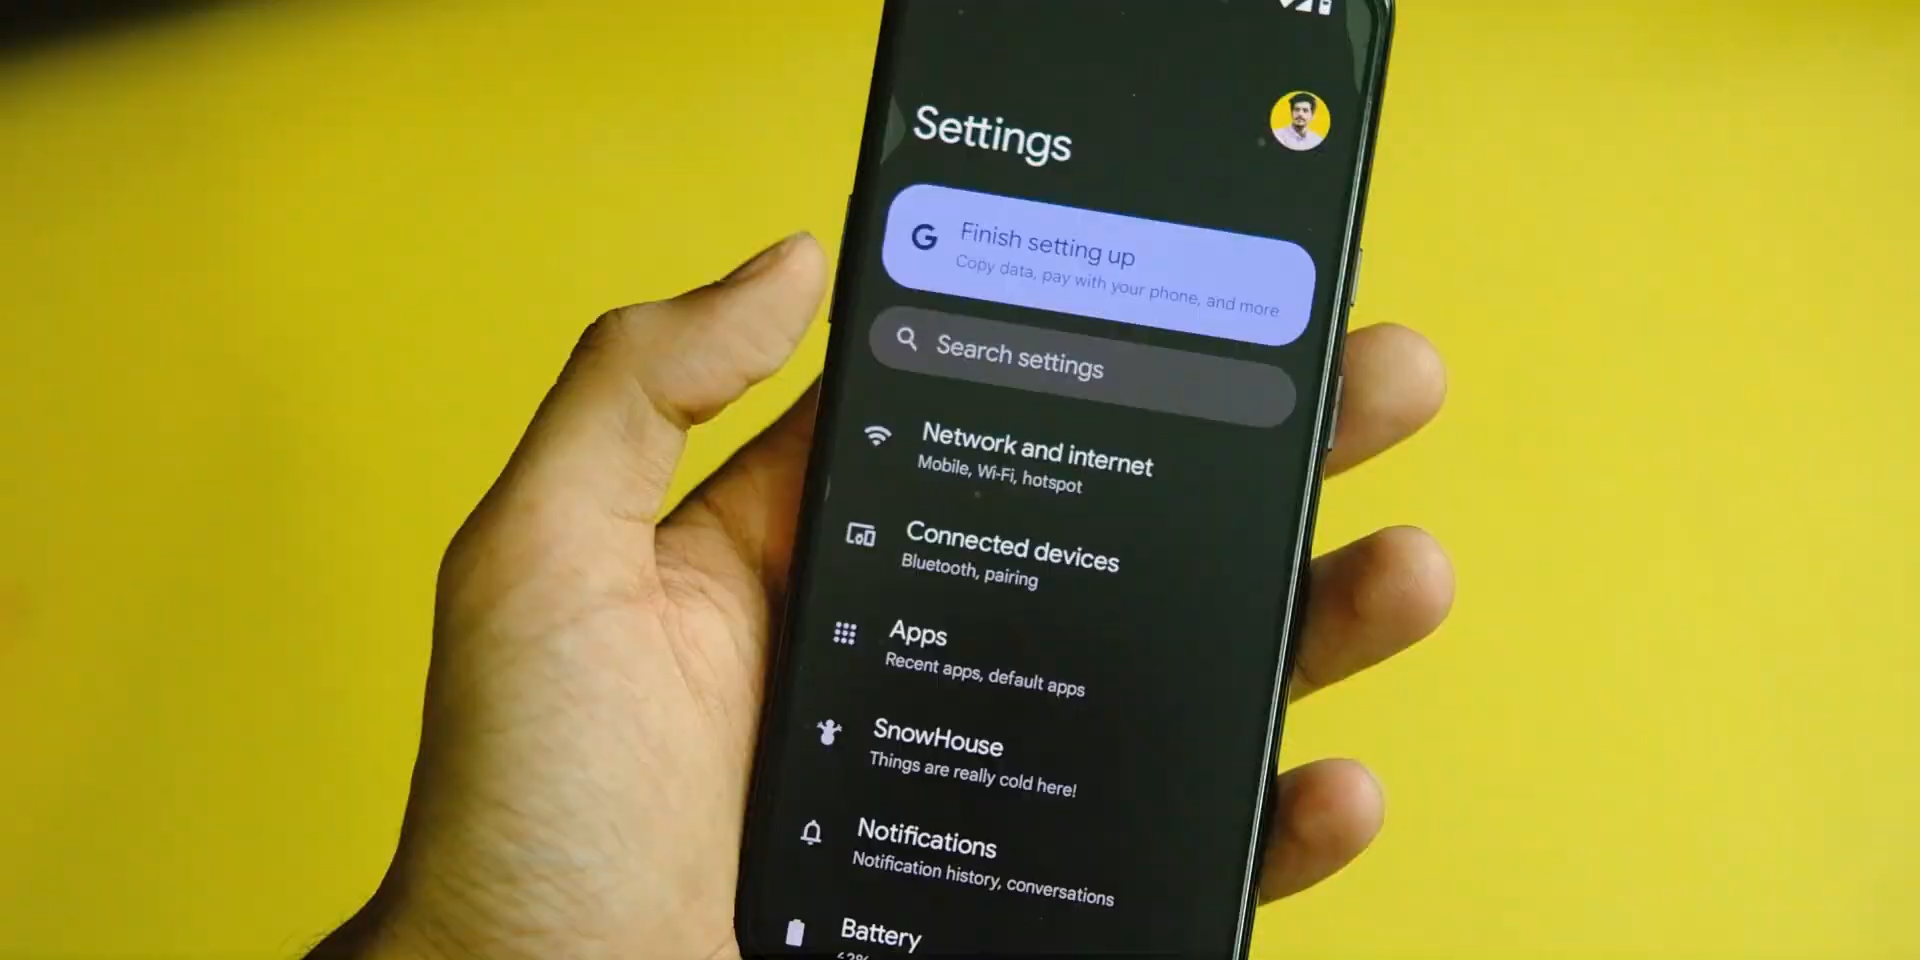 Settings
Finish setting up
Copy data, pay with your phone, and more
Search settings
Network and internet
Mobile, Wi-Fi, hotspot
Connected devices
Bluetooth, pairing
Apps
Recent apps, default apps
SnowHouse
Things are really cold here!
Notifications
Notification history, conversations
Battery